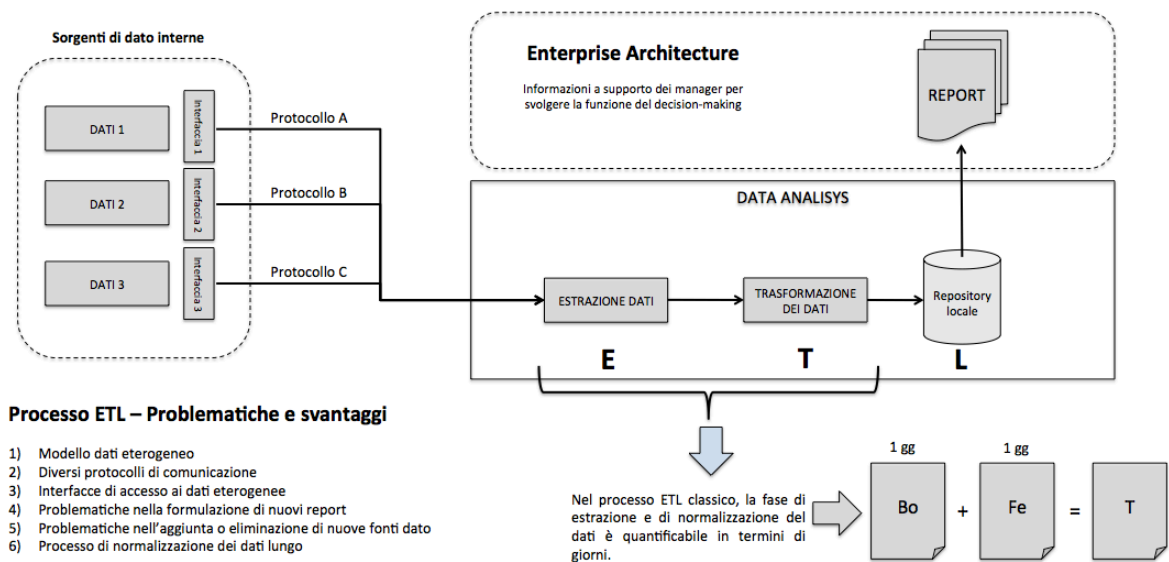 Sorgenti di dato interne
DATI 1
Interfaccia 1
Protocollo A
DATI 2
Interfaccia 2
Protocollo B
DATI 3
Interfaccia 3
Protocollo C
Enterprise Architecture
Informazioni a supporto dei manager per
svolgere la funzione del decision-making
REPORT
DATA ANALISYS
ESTRAZIONE DATI
TRASFORMAZIONE
DEI DATI
Repository
locale
E
T
L
Processo ETL – Problematiche e svantaggi
1) Modello dati eterogeneo
2) Diversi protocolli di comunicazione
3) Interfacce di accesso ai dati eterogenee
4) Problematiche nella formulazione di nuovi report
5) Problematiche nell'aggiunta o eliminazione di nuove fonti dato
6) Processo di normalizzazione dei dati lungo
Nel processo ETL classico, la fase di
estrazione e di normalizzazione del
dati è quantificabile in termini di
giorni.
1 gg
1 gg
Bo
+
Fe
=
T